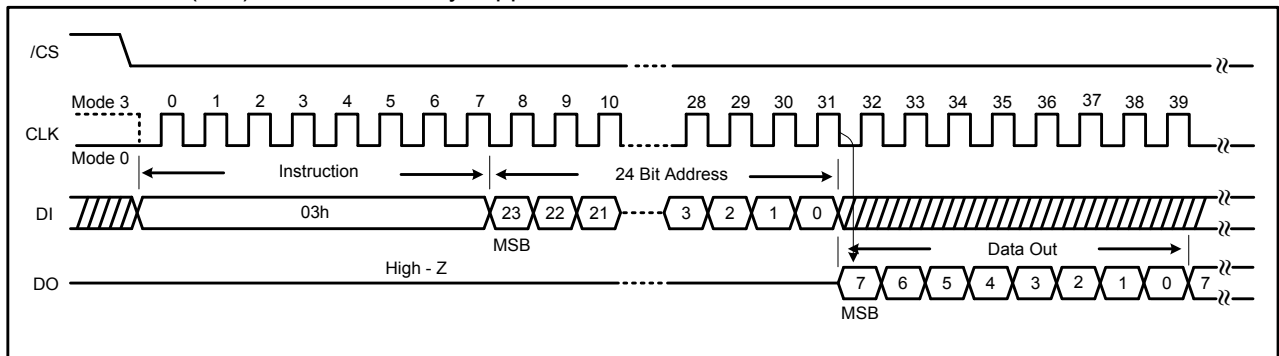 /CS
Mode 3 0 1 2 3 4 5 6 7 8 9 10 28 29 30 31 32 33 34 35 36 37 38 39
CLK
Mode 0
Instruction 24 Bit Address
DI 03h 23 22 21 3 2 1 0
MSB
Data Out
High - Z
DO 7 6 5 4 3 2 1 0 7
MSB